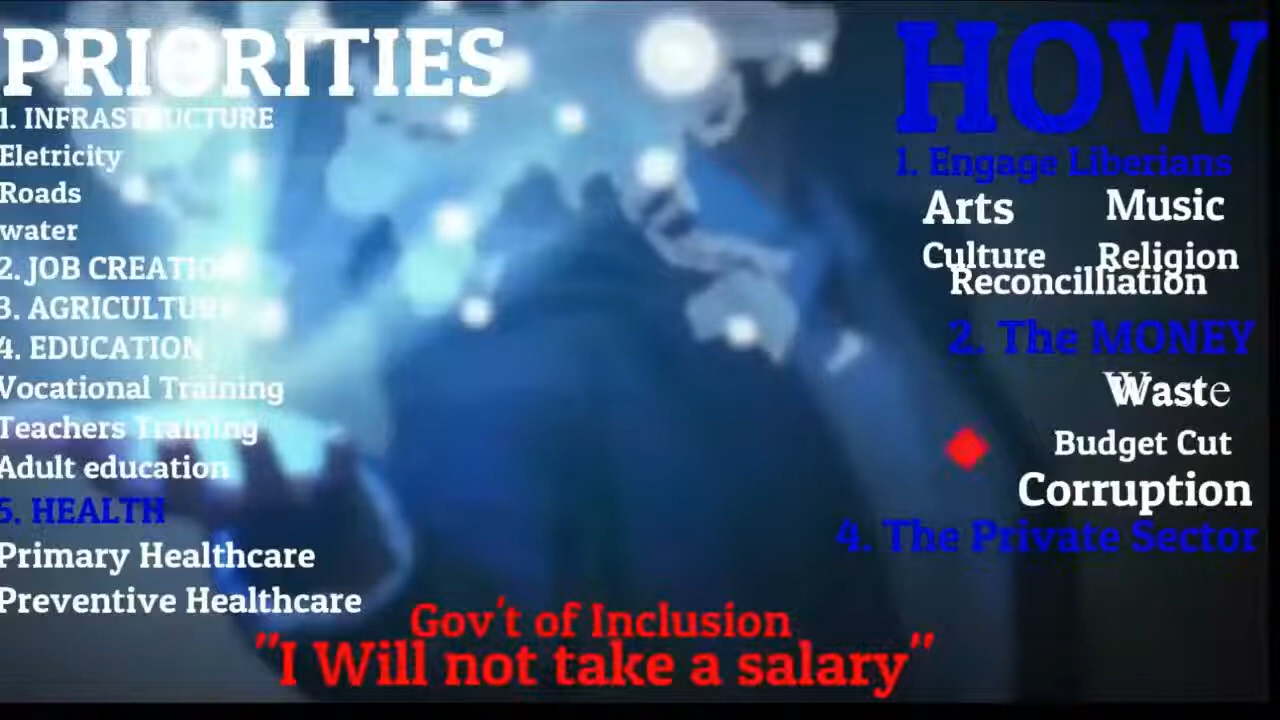 PRIORITIES
1. INFRASTRUCTURE
Eletricity
Roads
water
2. JOB CREATION
3. AGRICULTURE
4. EDUCATION
Vocational Training
Teachers Training
Adult education
5. HEALTH
Primary Healthcare
Preventive Healthcare
HOW
1. Engage Liberians
Arts Music
Culture Religion
Reconcilliation
2. The MONEY
Waste
Budget Cut
Corruption
4. The Private Sector
Gov't of Inclusion
"I Will not take a salary"